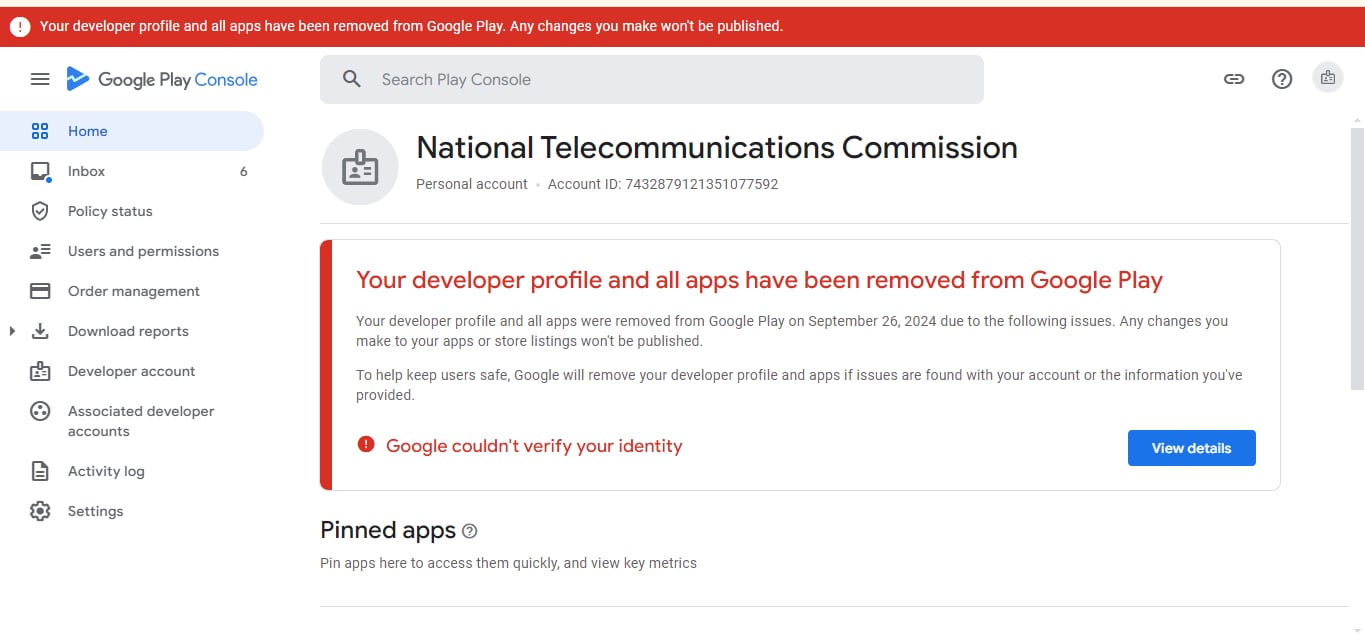 Your developer profile and all apps have been removed from Google Play. Any changes you make won't be published.
Google Play Console
Search Play Console
Home
Inbox 6
Policy status
Users and permissions
Order management
Download reports
Developer account
Associated developer
accounts
Activity log
Settings
National Telecommunications Commission
Personal account • Account ID: 7432879121351077592
Your developer profile and all apps have been removed from Google Play
Your developer profile and all apps were removed from Google Play on September 26, 2024 due to the following issues. Any changes you
make to your apps or store listings won't be published.
To help keep users safe, Google will remove your developer profile and apps if issues are found with your account or the information you've
provided.
Google couldn't verify your identity
View details
Pinned apps
Pin apps here to access them quickly, and view key metrics